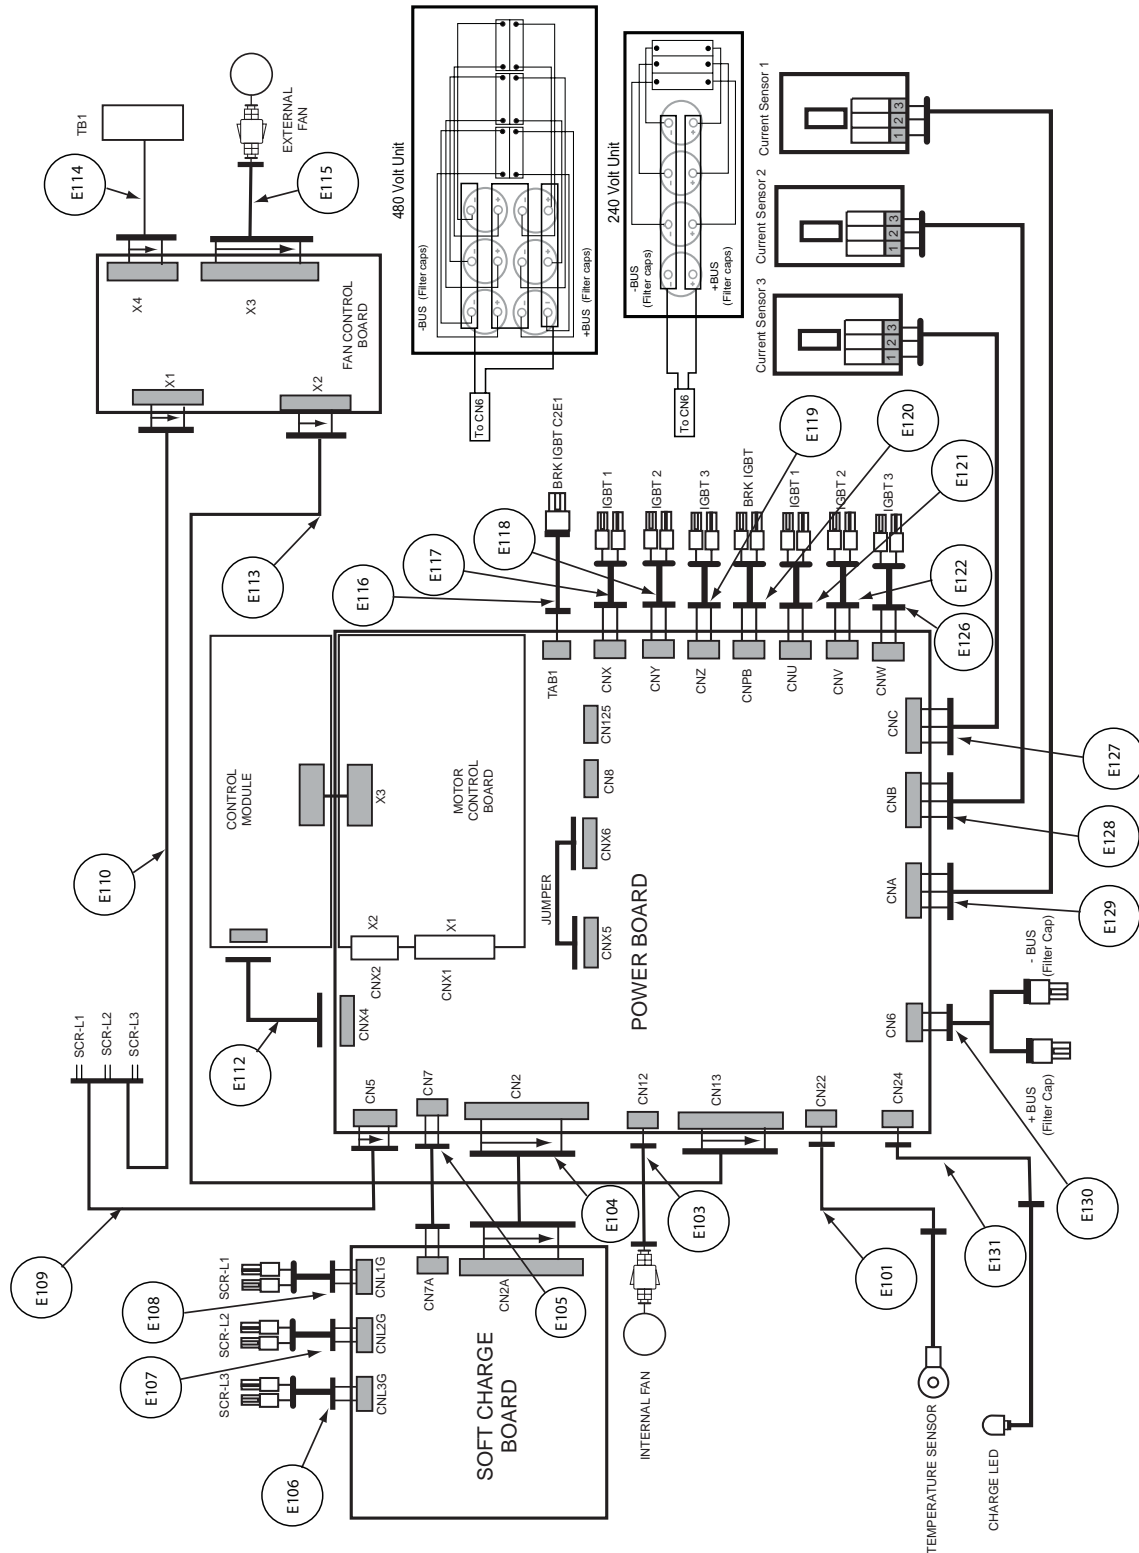 TB1
E114
EXTERNAL
FAN
E115
X4
X3
FAN CONTROL
BOARD
X1
X2
480 Volt Unit
-BUS (Filter caps)
+BUS (Filter caps)
To CN6
240 Volt Unit
-BUS
(Filter caps)
+BUS
(Filter caps)
To CN6
Current Sensor 1
1 2 3
Current Sensor 2
1 2 3
Current Sensor 3
1 2 3
BRK IGBT C2E1
IGBT 1
IGBT 2
IGBT 3
BRK IGBT
IGBT 1
IGBT 2
IGBT 3
E113
E116
E117
E118
E119
E120
E121
E122
E126
TAB1
CNX
CNY
CNZ
CNPB
CNU
CNV
CNW
E110
CONTROL
MODULE
X3
MOTOR
CONTROL
BOARD
X2
X1
CNX2
CNX1
CNX4
CN125
CN8
CNX6
JUMPER
CNX5
POWER BOARD
CNC
CNB
CNA
CN6
E127
E128
E129
- BUS
(Filter Cap)
+ BUS
(Filter Cap)
E130
SCR-L1
SCR-L2
SCR-L3
E112
E109
CN5
CN7
CN2
CN12
CN13
CN22
CN24
E104
E103
E105
E101
E131
E108
E107
E106
SCR-L1
SCR-L2
SCR-L3
CNL1G
CNL2G
CNL3G
CN7A
CN2A
SOFT CHARGE
BOARD
INTERNAL FAN
TEMPERATURE SENSOR
CHARGE LED